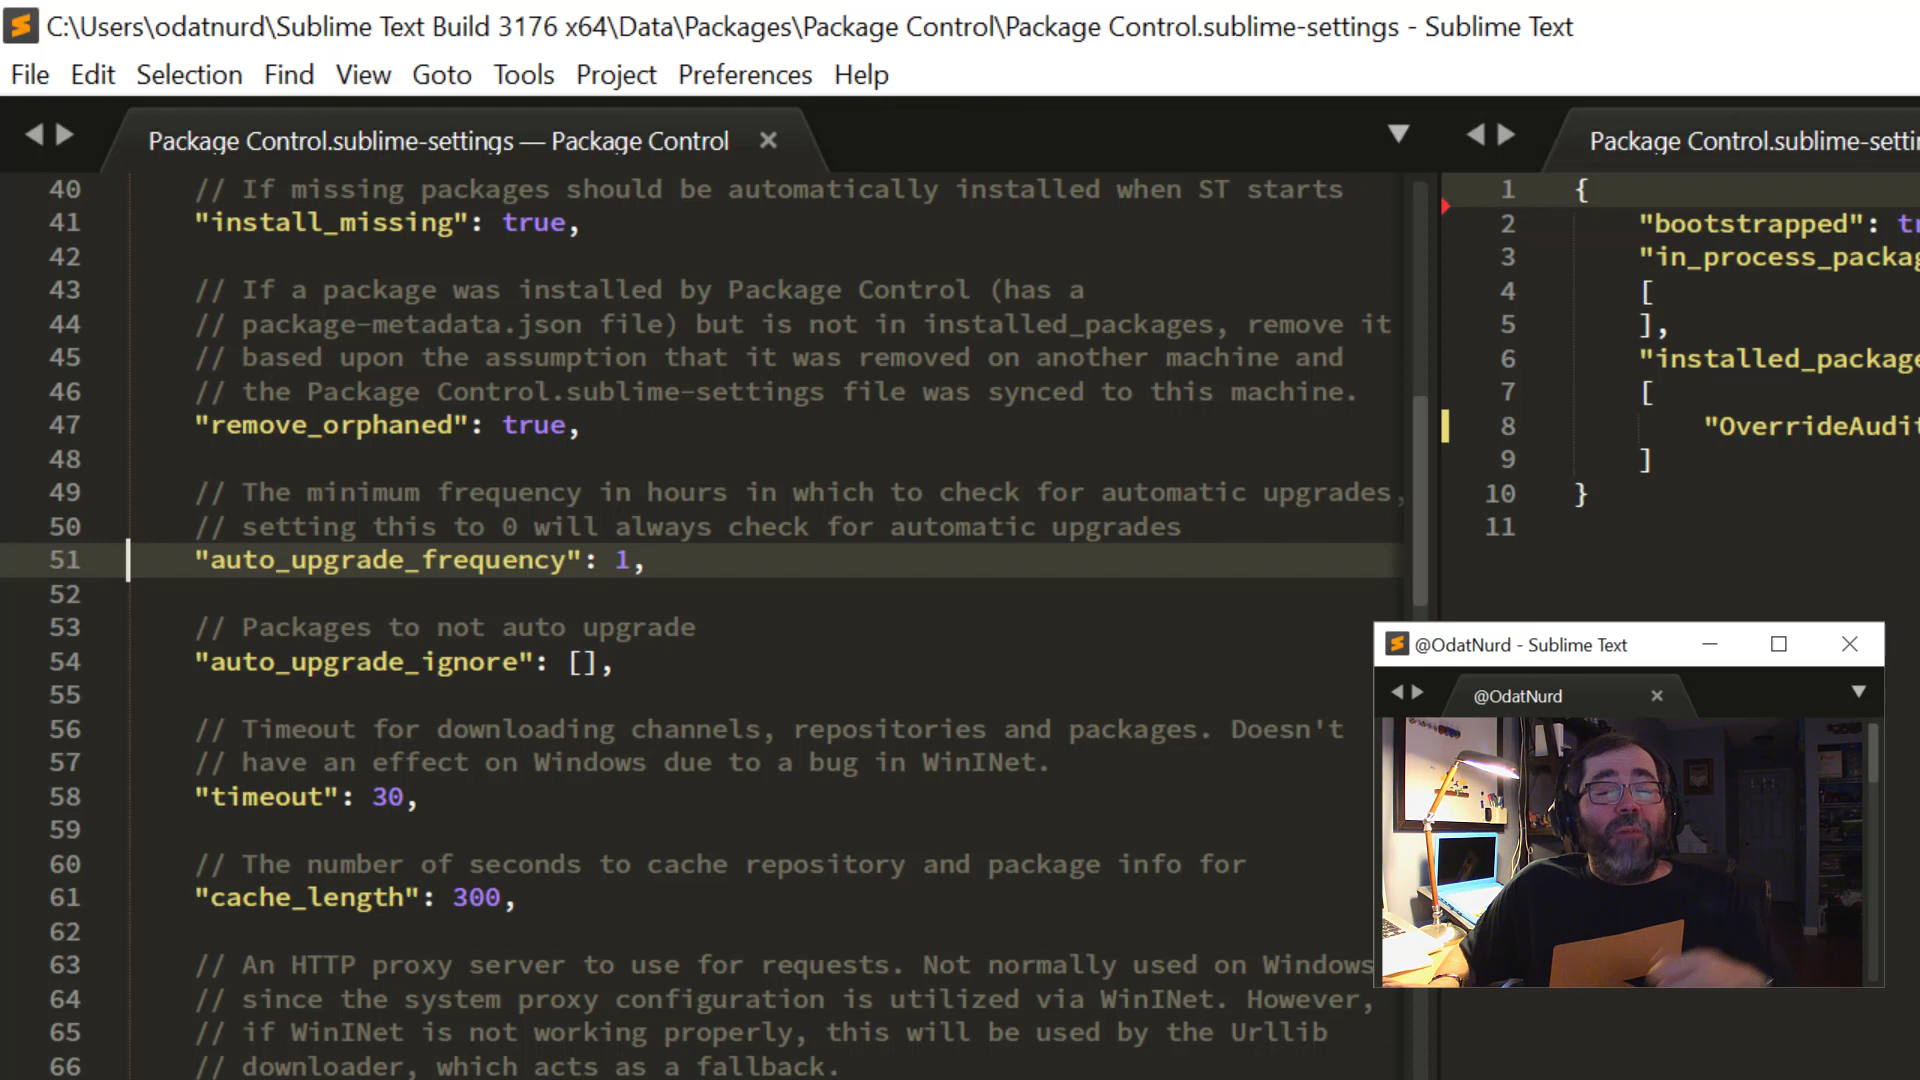 C:\Users\odatnurd\Sublime Text Build 3176 x64\Data\Packages\Package Control\Package Control.sublime-settings - Sublime Text
File Edit Selection Find View Goto Tools Project Preferences Help
Package Control.sublime-settings — Package Control
40 // If missing packages should be automatically installed when ST starts
41 "install_missing": true,
42
43 // If a package was installed by Package Control (has a
44 // package-metadata.json file) but is not in installed_packages, remove it
45 // based upon the assumption that it was removed on another machine and
46 // the Package Control.sublime-settings file was synced to this machine.
47 "remove_orphaned": true,
48
49 // The minimum frequency in hours in which to check for automatic upgrades,
50 // setting this to 0 will always check for automatic upgrades
51 "auto_upgrade_frequency": 1,
52
53 // Packages to not auto upgrade
54 "auto_upgrade_ignore": [],
55
56 // Timeout for downloading channels, repositories and packages. Doesn't
57 // have an effect on Windows due to a bug in WinINet.
58 "timeout": 30,
59
60 // The number of seconds to cache repository and package info for
61 "cache_length": 300,
62
63 // An HTTP proxy server to use for requests. Not normally used on Windows
64 // since the system proxy configuration is utilized via WinINet. However,
65 // if WinINet is not working properly, this will be used by the Urllib
66 // downloader, which acts as a fallback.
Package Control.sublime-setti
1 {
2 "bootstrapped": tr
3 "in_process_packag
4 [
5 ],
6 "installed_package
7 [
8 "OverrideAudit
9 ]
10 }
11
@OdatNurd - Sublime Text
@OdatNurd